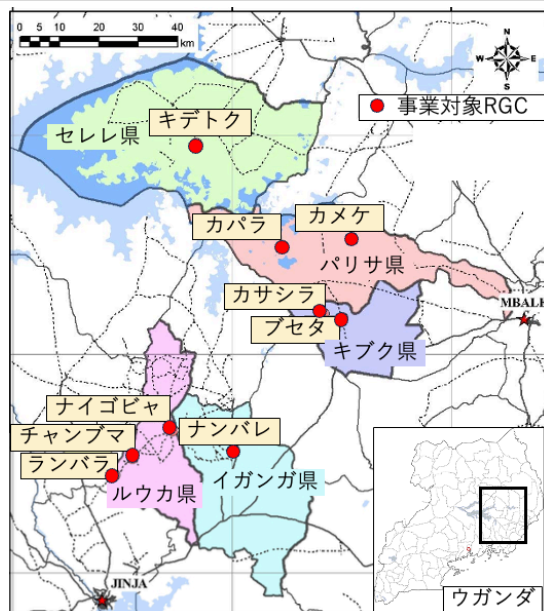 0 5 10 20 30 40
km
N
W E
S
事業対象RGC
キデトク
セレレ県
カメケ
カパラ
パリサ県
カサシラ
MBALE
ブセタ
キブク県
ナイゴビャ
ナンバレ
チャンブマ
ランバラ
イガンガ県
ルウカ県
JINJA
ウガンダ